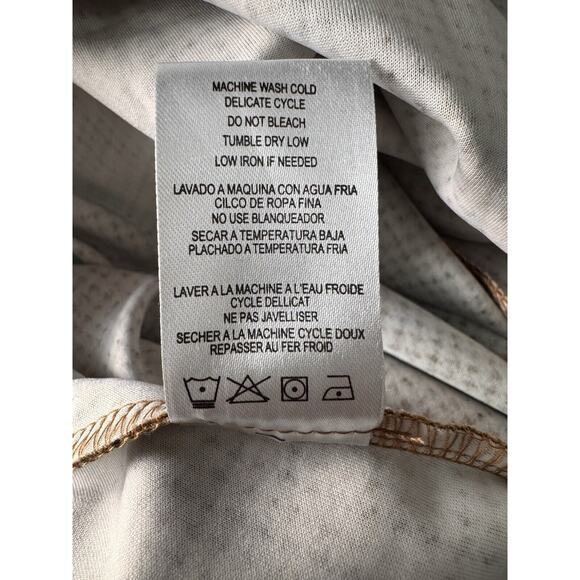 MACHINE WASH COLD
DELICATE CYCLE
DO NOT BLEACH
TUMBLE DRY LOW
LOW IRON IF NEEDED
LAVADO A MAQUINA CON AGUA FRIA
CILCO DE ROPA FINA
NO USE BLANQUEADOR
SECAR A TEMPERATURA BAJA
PLACHADO A TEMPERATURA FRIA
LAVER A LA MACHINE A L'EAU FROIDE
CYCLE DELLICAT
NE PAS JAVELLISER
SECHER A LA MACHINE CYCLE DOUX
REPASSER AU FER FROID